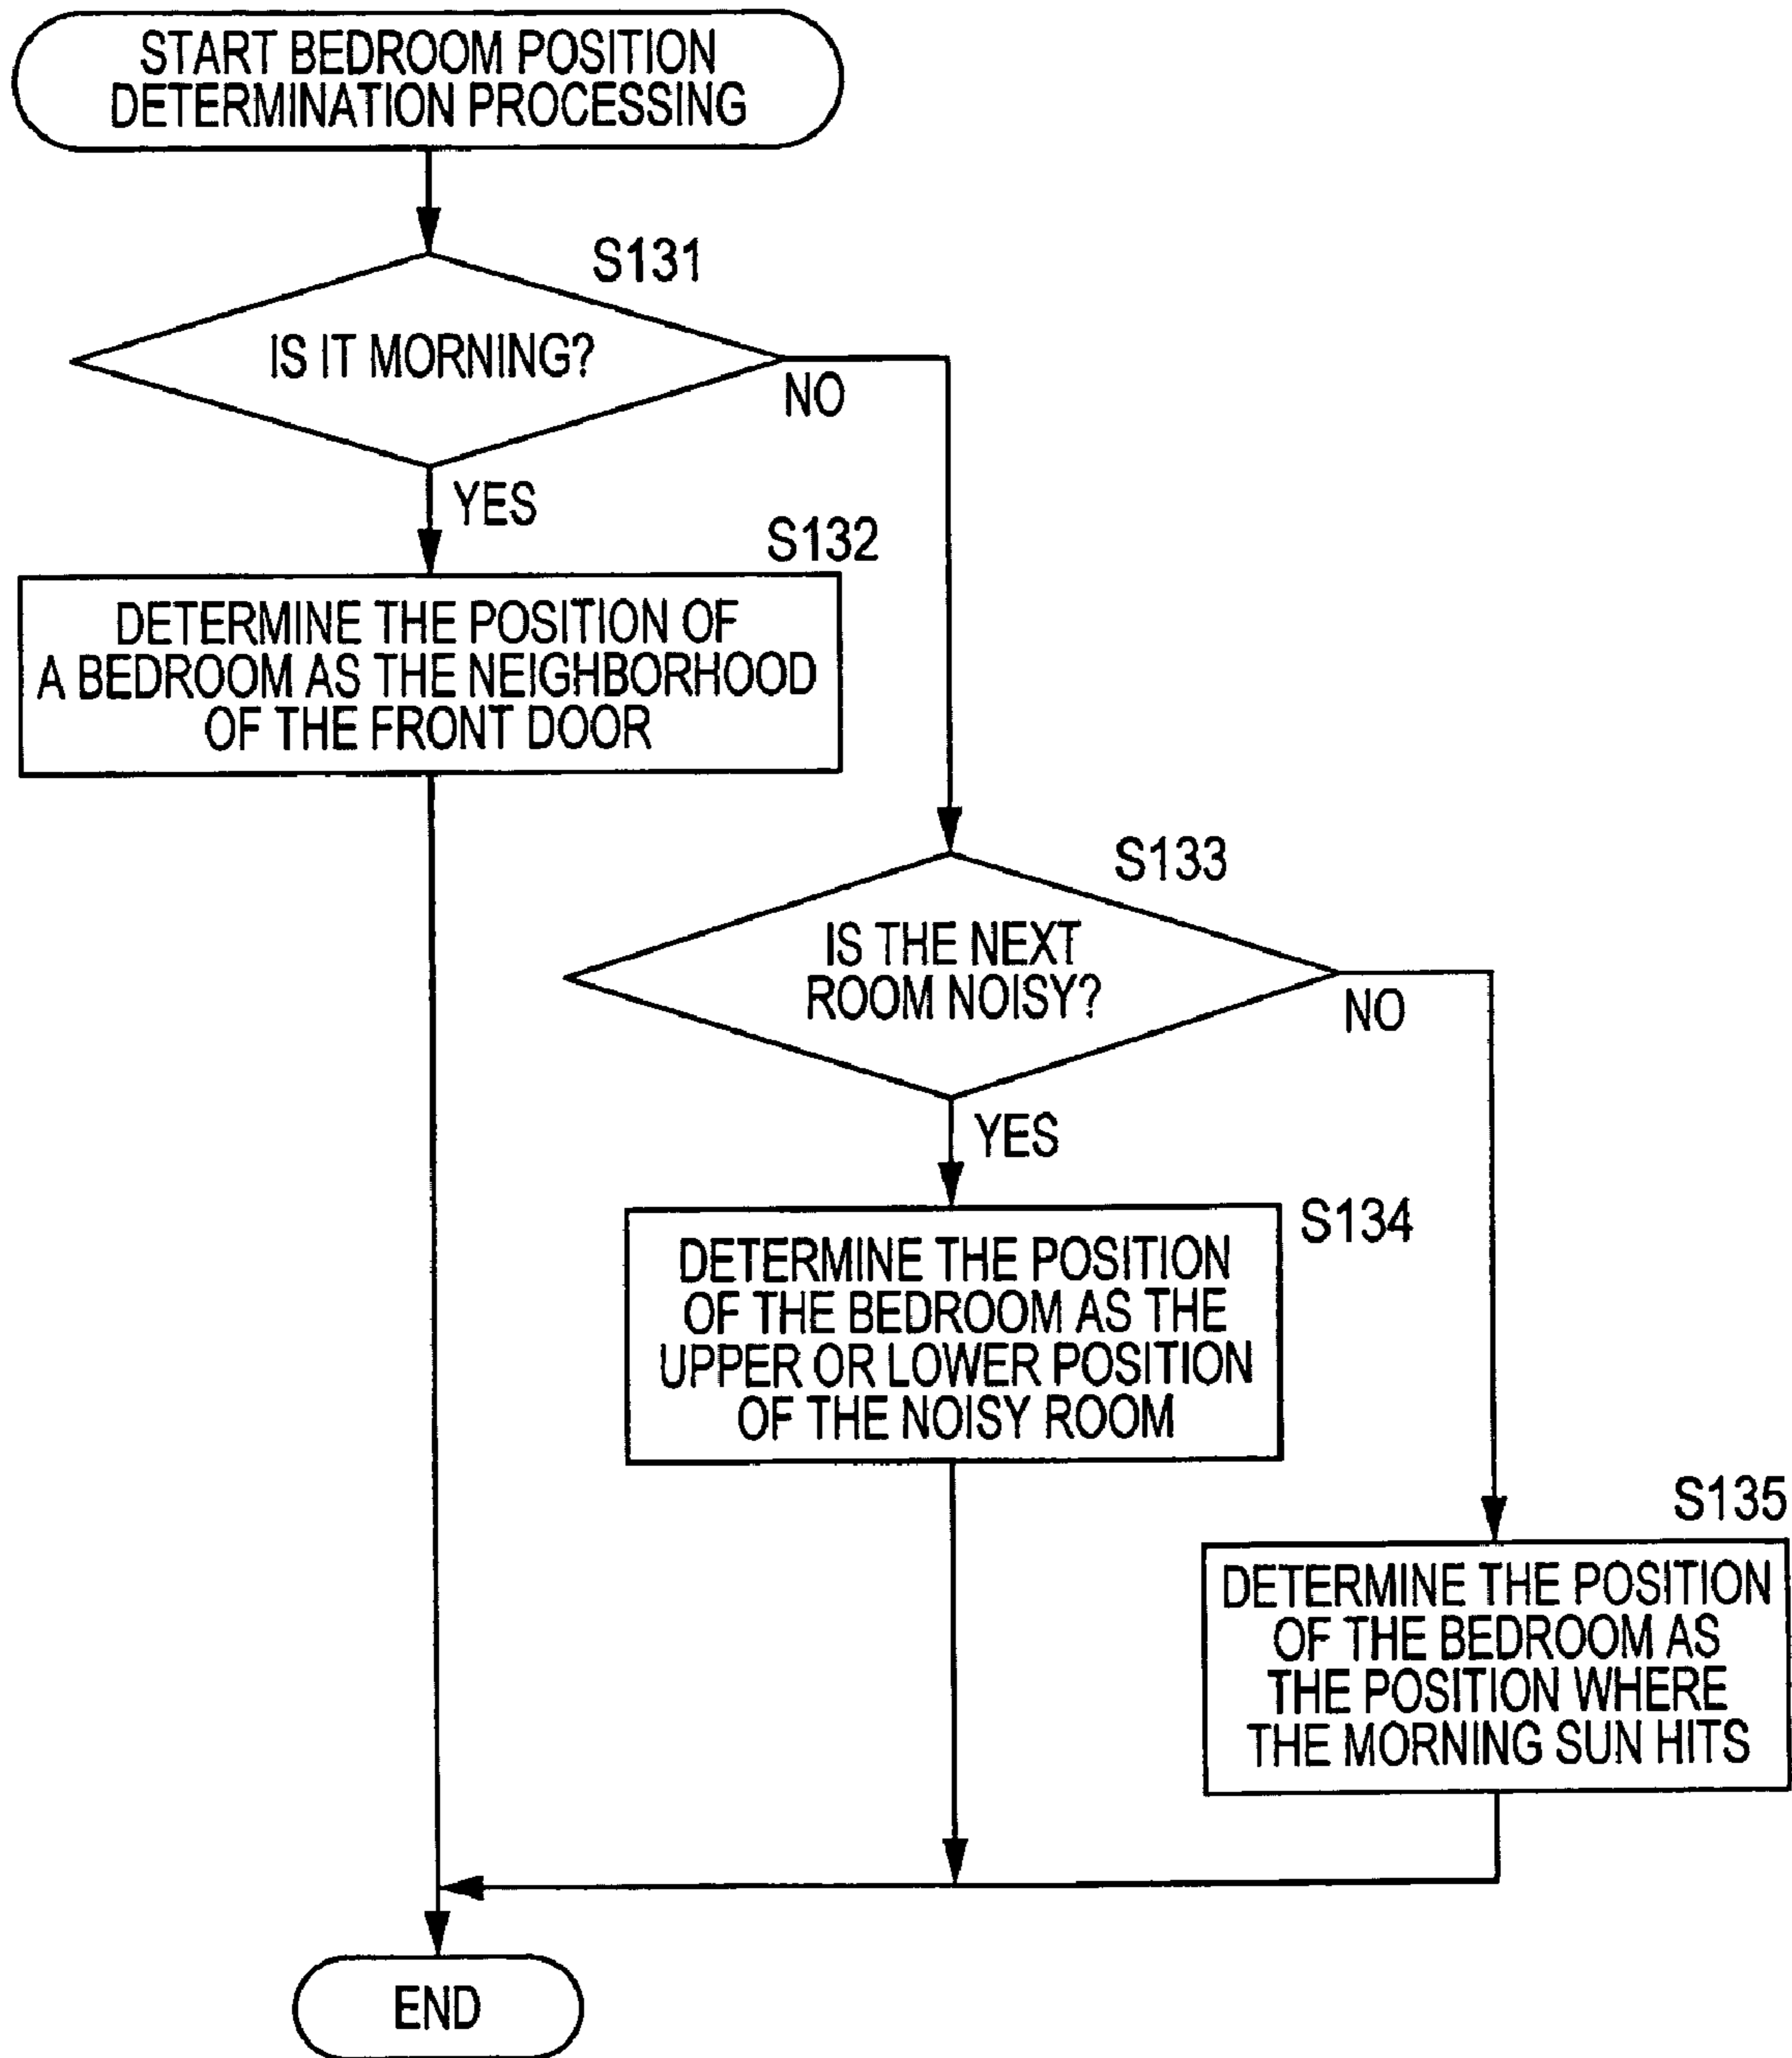 START BEDROOM POSITION
DETERMINATION PROCESSING
S131
IS IT MORNING?
NO
YES
S132
DETERMINE THE POSITION OF
A BEDROOM AS THE NEIGHBORHOOD
OF THE FRONT DOOR
S133
IS THE NEXT
ROOM NOISY?
NO
YES
S134
DETERMINE THE POSITION
OF THE BEDROOM AS THE
UPPER OR LOWER POSITION
OF THE NOISY ROOM
S135
DETERMINE THE POSITION
OF THE BEDROOM AS
THE POSITION WHERE
THE MORNING SUN HITS
END